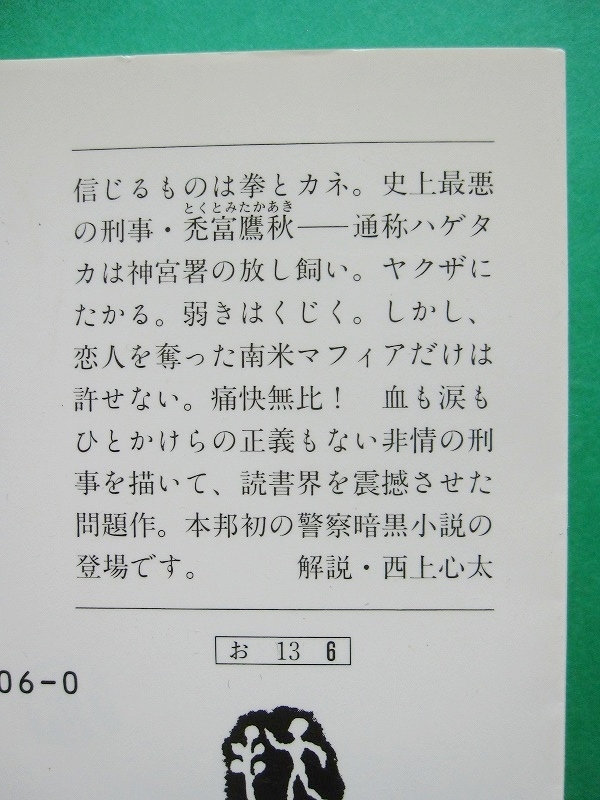 信じるものは拳とカネ。史上最悪
とくとみたかあき
の刑事・禿富鷹秋――通称ハゲタ
カは神宮署の放し飼い。ヤクザに
たかる。弱きはくじく。しかし、
恋人を奪った南米マフィアだけは
許せない。痛快無比！　血も涙も
ひとかけらの正義もない非情の刑
事を描いて、読書界を震撼させた
問題作。本邦初の警察暗黒小説の
登場です。　　　解説・西上心太
お 13 6
06-0